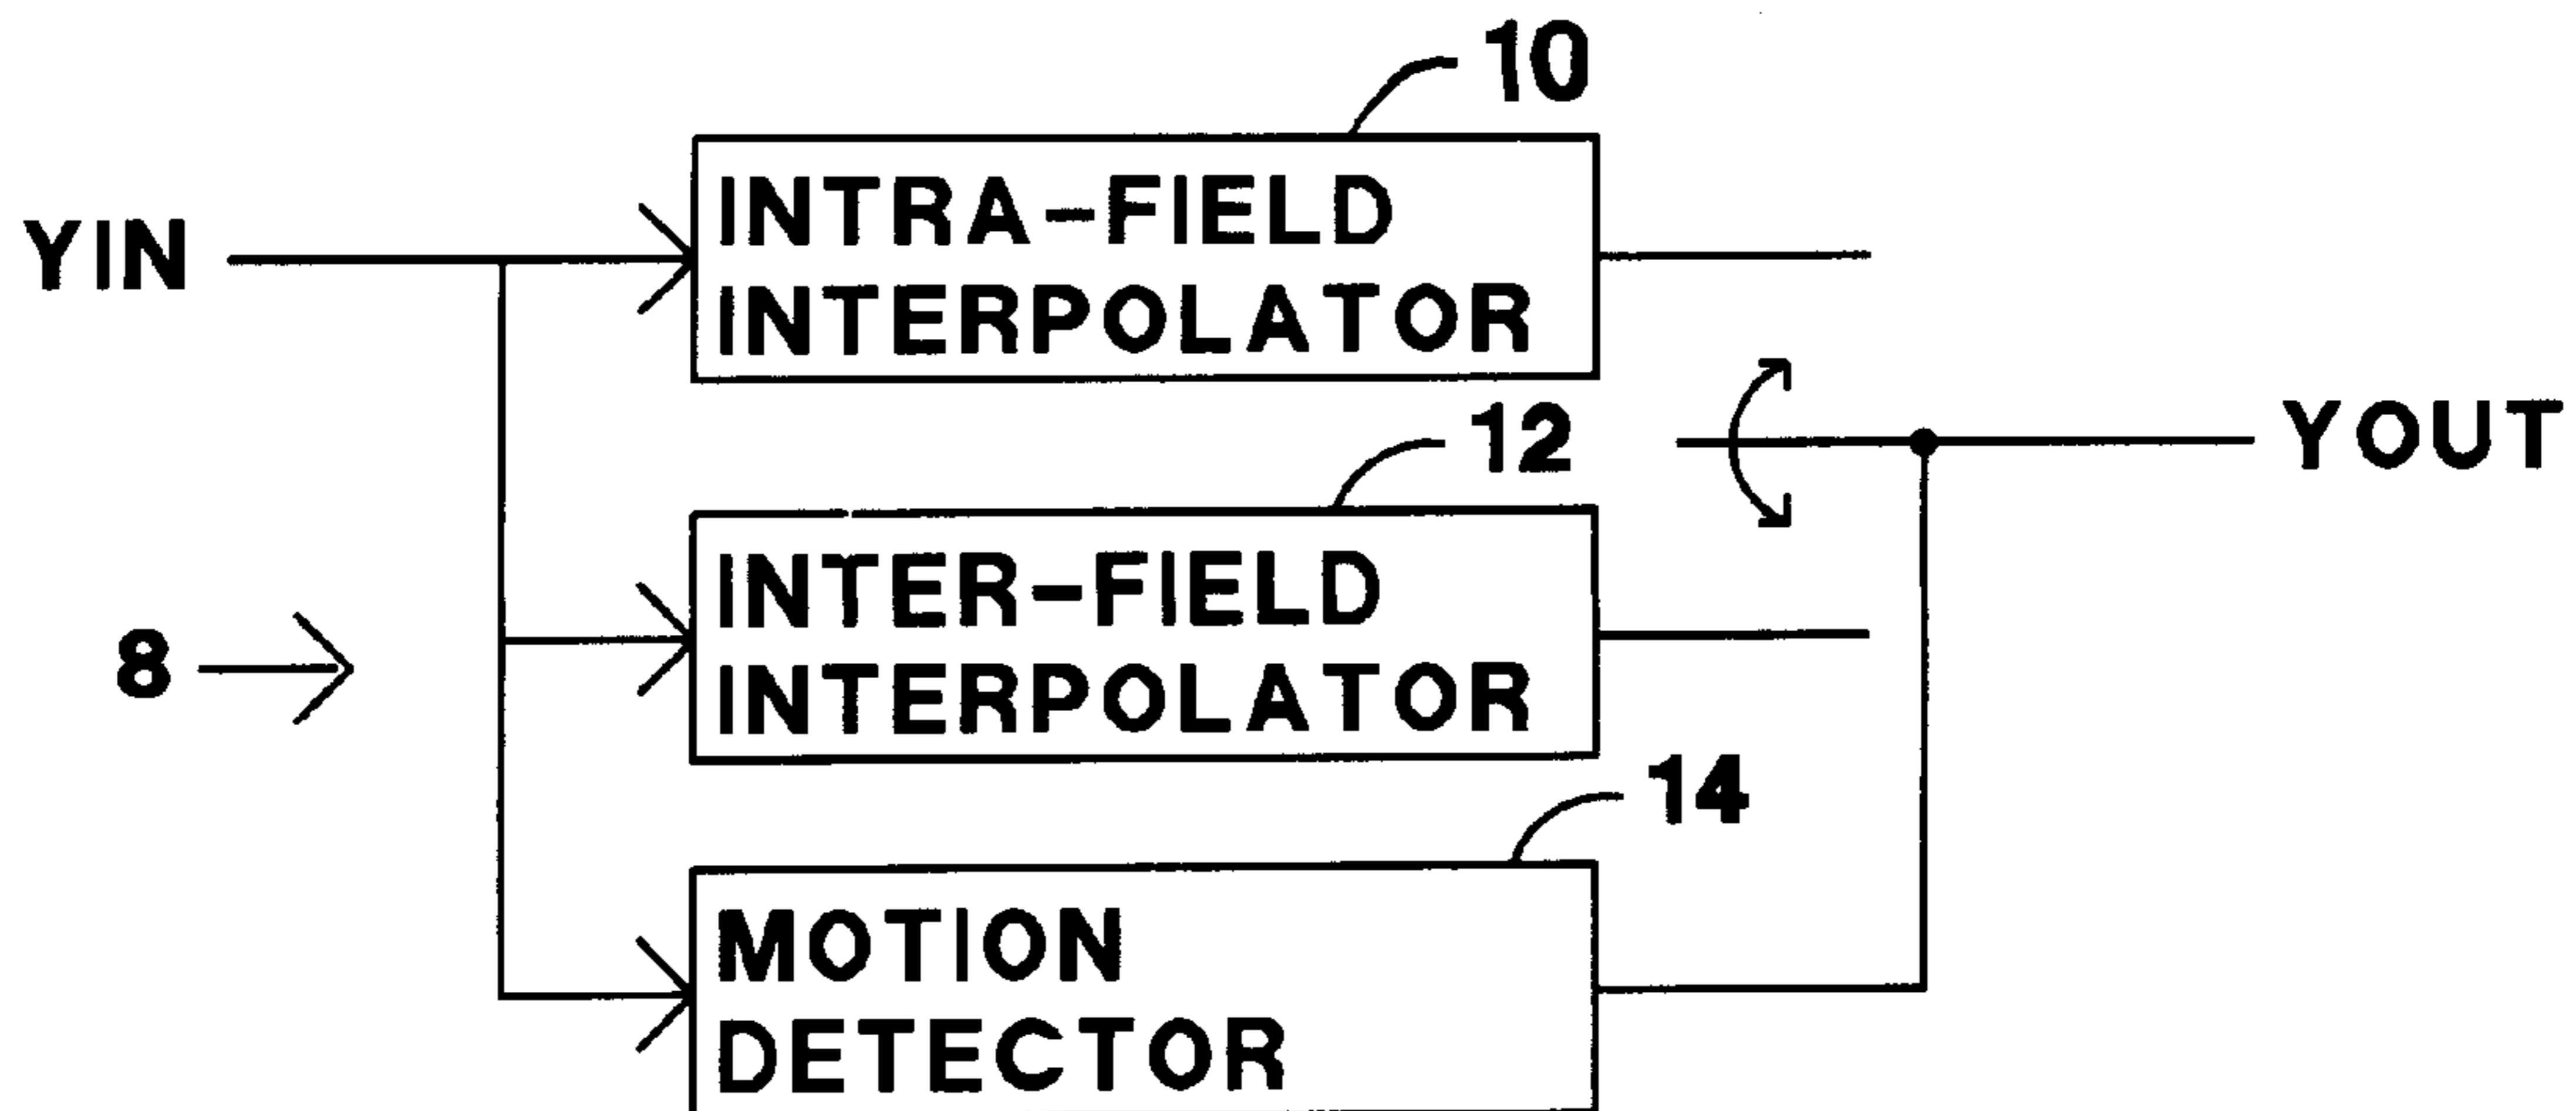 10
INTRA-FIELD
INTERPOLATOR
YIN
12
YOUT
INTER-FIELD
INTERPOLATOR
8
14
MOTION
DETECTOR